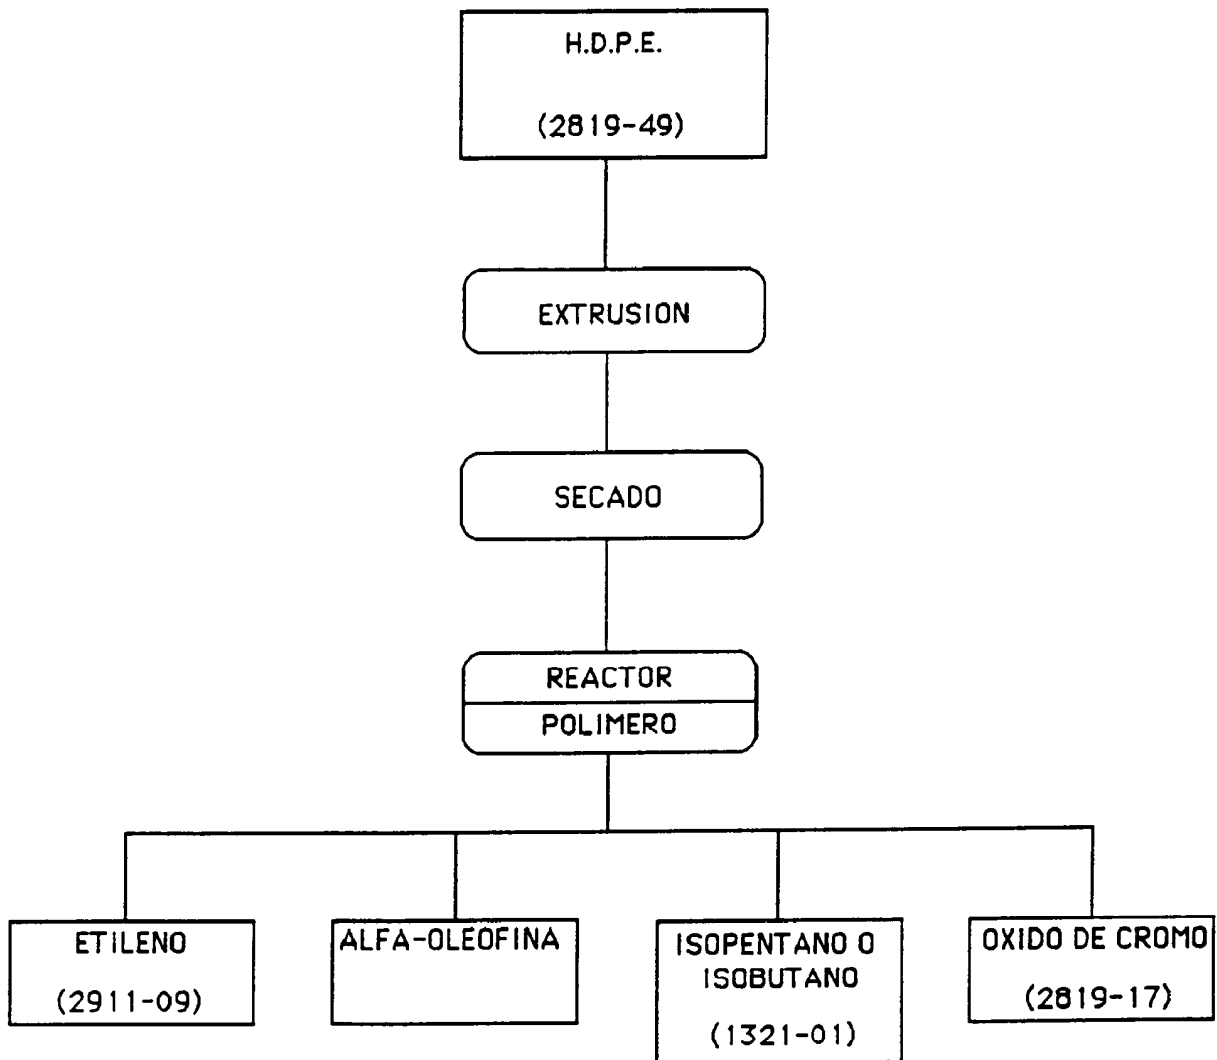 H.D.P.E.
(2819-49)
EXTRUSION
SECADO
REACTOR
POLIMERO
ETILENO
(2911-09)
ALFA-OLEOFINA
ISOPENTANO O
ISOBUTANO
(1321-01)
OXIDO DE CROMO
(2819-17)